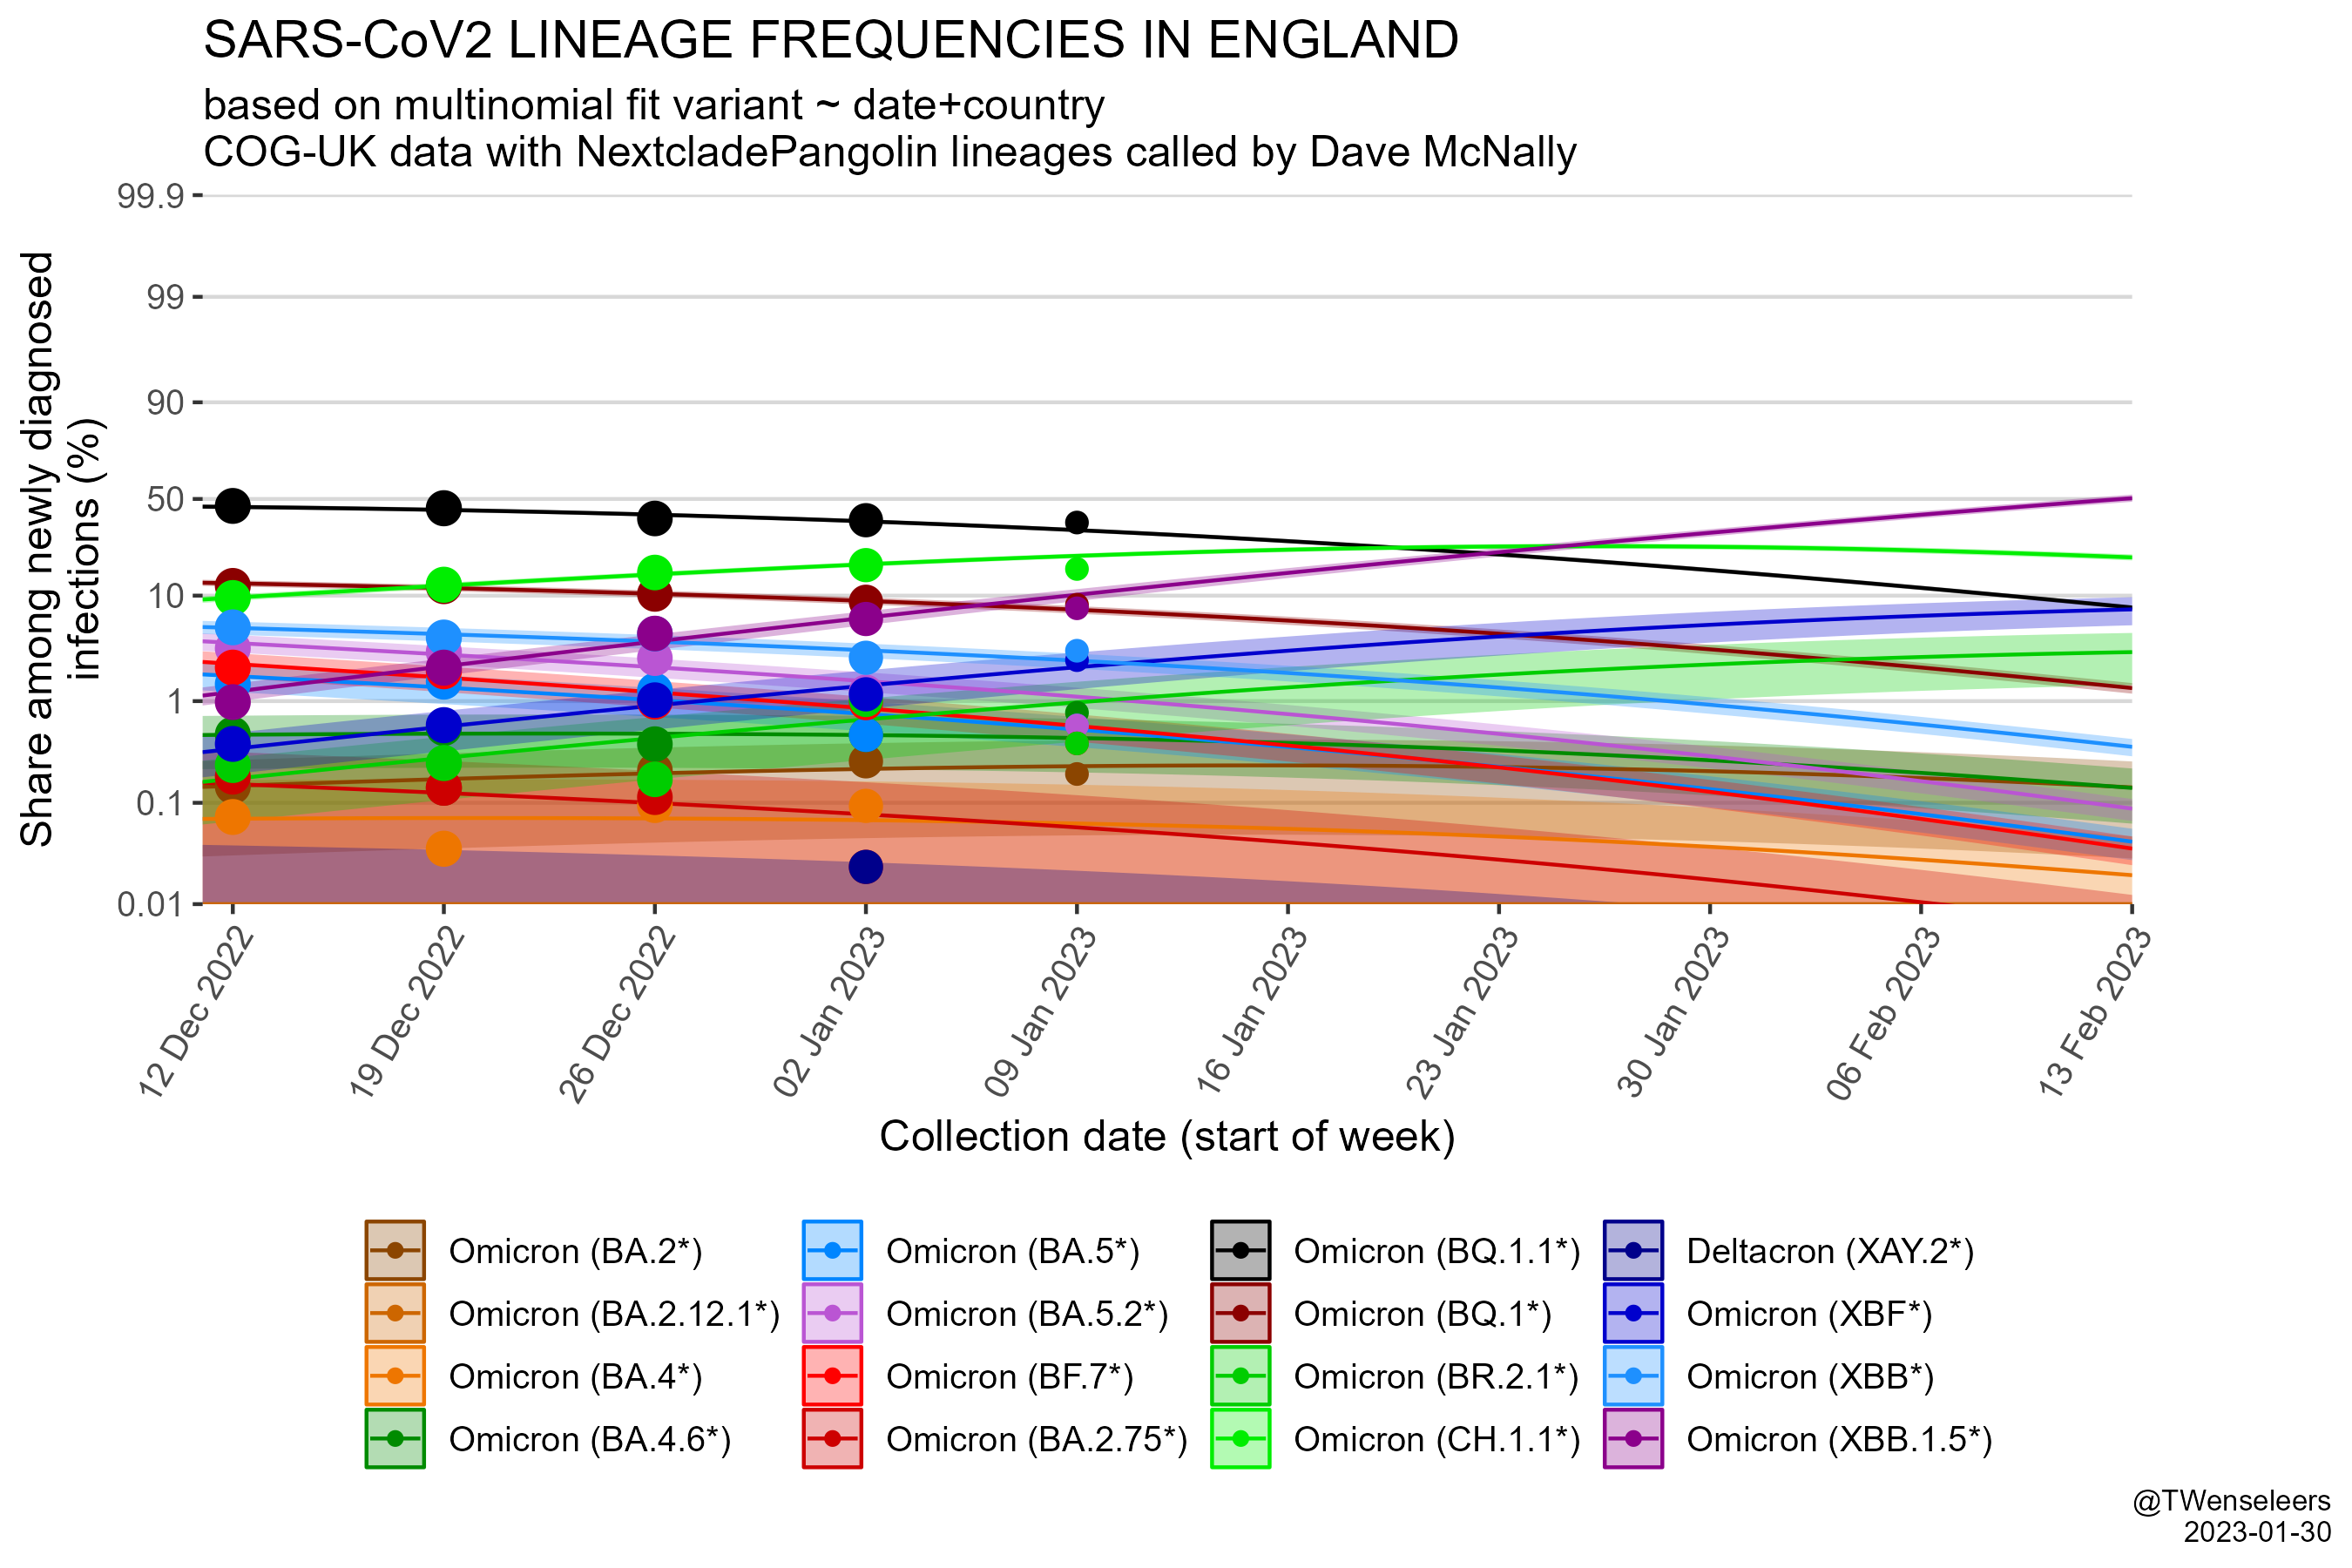 SARS-CoV2 LINEAGE FREQUENCIES IN ENGLAND
based on multinomial fit variant ~ date+country
COG-UK data with NextcladePangolin lineages called by Dave McNally
Share among newly diagnosed
infections (%)
99.9
99
90
50
10
1
0.1
0.01
12 Dec 2022
19 Dec 2022
26 Dec 2022
02 Jan 2023
09 Jan 2023
16 Jan 2023
23 Jan 2023
30 Jan 2023
06 Feb 2023
13 Feb 2023
Collection date (start of week)
Omicron (BA.2*)
Omicron (BA.2.12.1*)
Omicron (BA.4*)
Omicron (BA.4.6*)
Omicron (BA.5*)
Omicron (BA.5.2*)
Omicron (BF.7*)
Omicron (BA.2.75*)
Omicron (BQ.1.1*)
Omicron (BQ.1*)
Omicron (BR.2.1*)
Omicron (CH.1.1*)
Deltacron (XAY.2*)
Omicron (XBF*)
Omicron (XBB*)
Omicron (XBB.1.5*)
@TWenseleers
2023-01-30